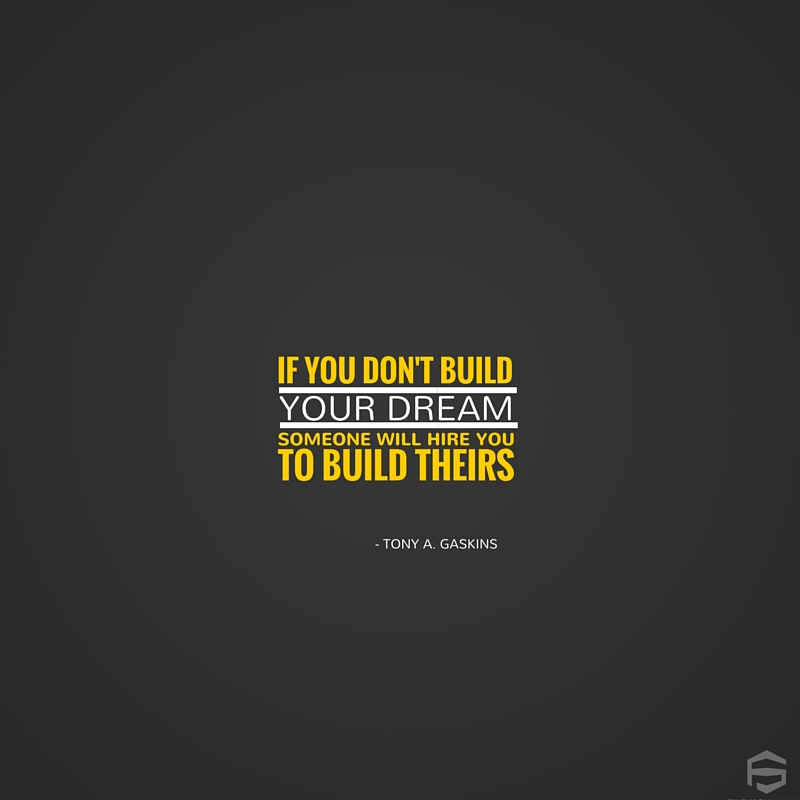 IF YOU DON'T BUILD
YOUR DREAM
SOMEONE WILL HIRE YOU
TO BUILD THEIRS
- TONY A. GASKINS